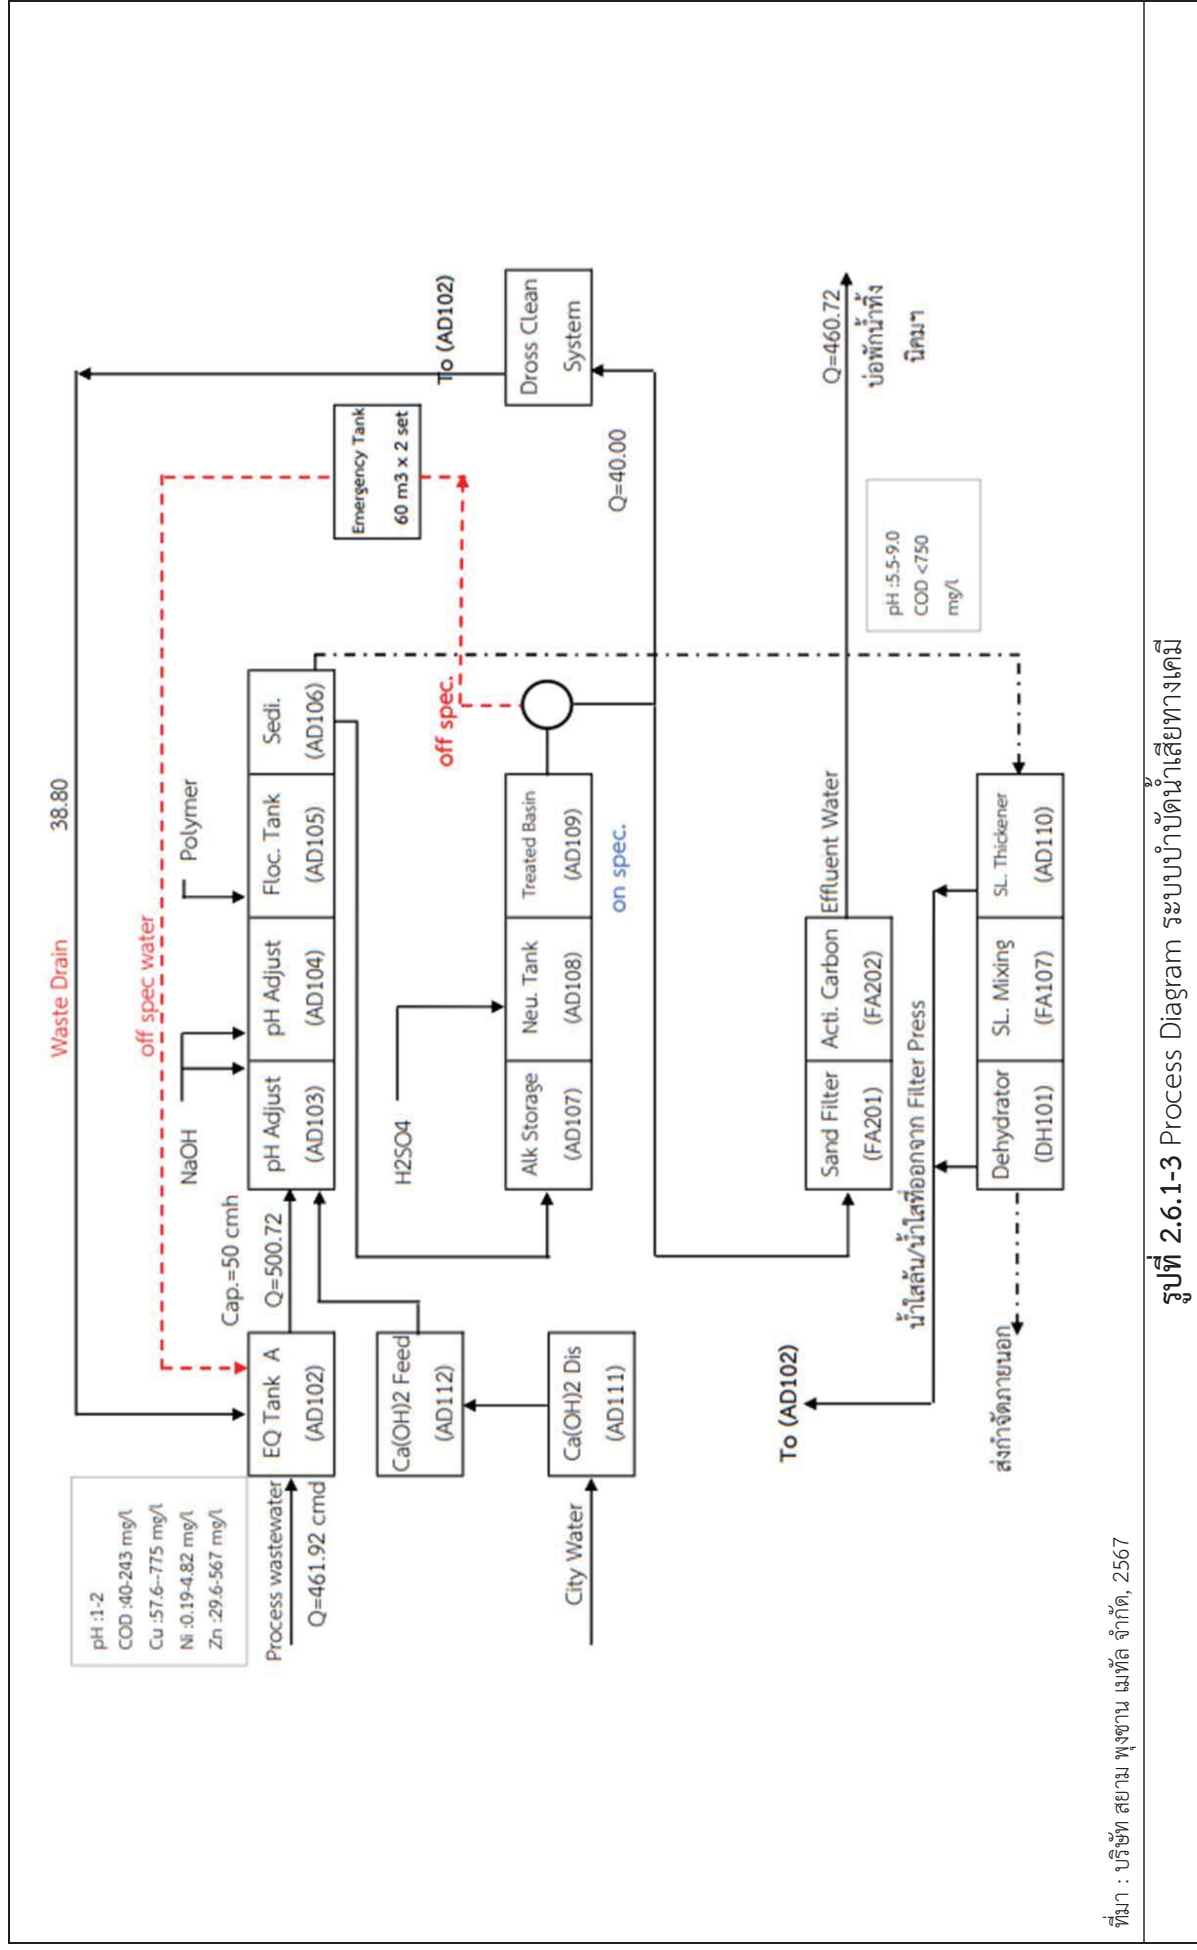 Waste Drain 38.80
off spec water
pH :1-2
COD :40-243 mg/l
Cu :57.6--775 mg/l
Ni :0.19-4.82 mg/l
Zn :29.6-567 mg/l
NaOH
Polymer
Cap.=50 cmh
Process wastewater
Q=461.92 cmd
EQ Tank A
(AD102)
Q=500.72
pH Adjust
(AD103)
pH Adjust
(AD104)
Floc. Tank
(AD105)
Sedi.
(AD106)
Emergency Tank
60 m3 x 2 set
To (AD102)
Ca(OH)2 Feed
(AD112)
H2SO4
off spec.
City Water
Ca(OH)2 Dis
(AD111)
Alk Storage
(AD107)
Neu. Tank
(AD108)
Treated Basin
(AD109)
Dross Clean
System
on spec.
Q=40.00
To (AD102)
Sand Filter
(FA201)
Acti. Carbon
(FA202)
Effluent Water
Q=460.72
บ่อพักน้ำทิ้ง
นิคมฯ
pH :5.5-9.0
COD <750
mg/l
น้ำใสล้น/น้ำใสที่ออกจาก Filter Press
ส่งกำจัดภายนอก
Dehydrator
(DH101)
SL. Mixing
(FA107)
SL. Thickener
(AD110)
ที่มา : บริษัท สยาม พุงซาน เมทัล จำกัด, 2567
รูปที่ 2.6.1-3 Process Diagram ระบบบำบัดน้ำเสียทางเคมี